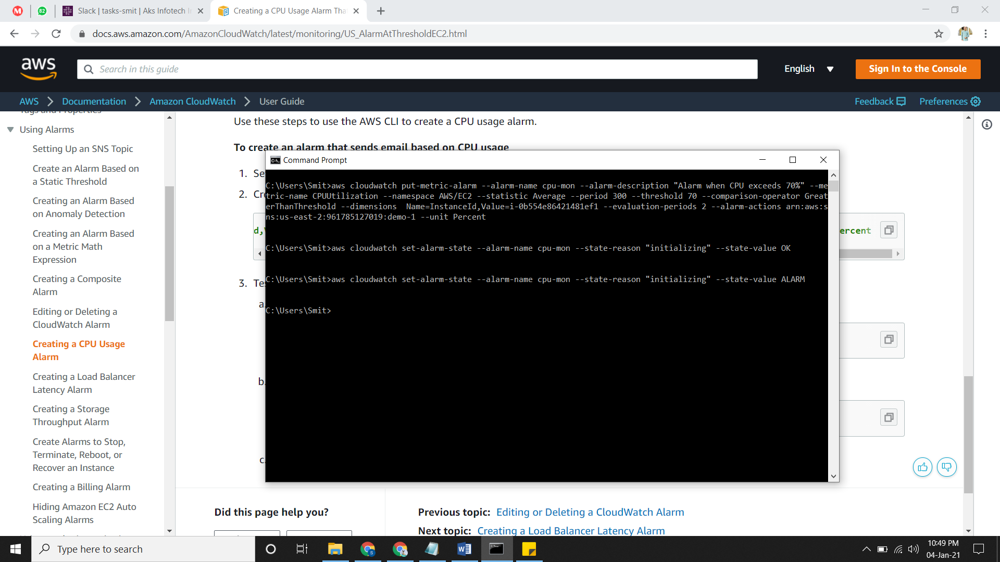 M
82
Slack | tasks-smit | Aks Infotech
Creating a CPU Usage Alarm Tha
docs.aws.amazon.com/AmazonCloudWatch/latest/monitoring/US_AlarmAtThresholdEC2.html
aws
Search in this guide
English
Sign In to the Console
AWS
Documentation
Amazon CloudWatch
User Guide
Feedback
Preferences
Tags and Properties
Using Alarms
Setting Up an SNS Topic
Create an Alarm Based on
a Static Threshold
Creating an Alarm Based
on Anomaly Detection
Creating an Alarm Based
on a Metric Math
Expression
Creating a Composite
Alarm
Editing or Deleting a
CloudWatch Alarm
Creating a CPU Usage
Alarm
Creating a Load Balancer
Latency Alarm
Creating a Storage
Throughput Alarm
Create Alarms to Stop,
Terminate, Reboot, or
Recover an Instance
Creating a Billing Alarm
Hiding Amazon EC2 Auto
Scaling Alarms
Use these steps to use the AWS CLI to create a CPU usage alarm.
To create an alarm that sends email based on CPU usage
1. Se
2. Cr
d,
ercent
3. Te
a.
b.
c.
Command Prompt
C:\Users\Smit>aws cloudwatch put-metric-alarm --alarm-name cpu-mon --alarm-description "Alarm when CPU exceeds 70%" --me
tric-name CPUUtilization --namespace AWS/EC2 --statistic Average --period 300 --threshold 70 --comparison-operator Great
erThanThreshold --dimensions  Name=InstanceId,Value=i-0b554e86421481ef1 --evaluation-periods 2 --alarm-actions arn:aws:s
ns:us-east-2:961785127019:demo-1 --unit Percent
C:\Users\Smit>aws cloudwatch set-alarm-state --alarm-name cpu-mon --state-reason "initializing" --state-value OK
C:\Users\Smit>aws cloudwatch set-alarm-state --alarm-name cpu-mon --state-reason "initializing" --state-value ALARM
C:\Users\Smit>
Did this page help you?
Previous topic: Editing or Deleting a CloudWatch Alarm
Next topic: Creating a Load Balancer Latency Alarm
Type here to search
10:49 PM
04-Jan-21